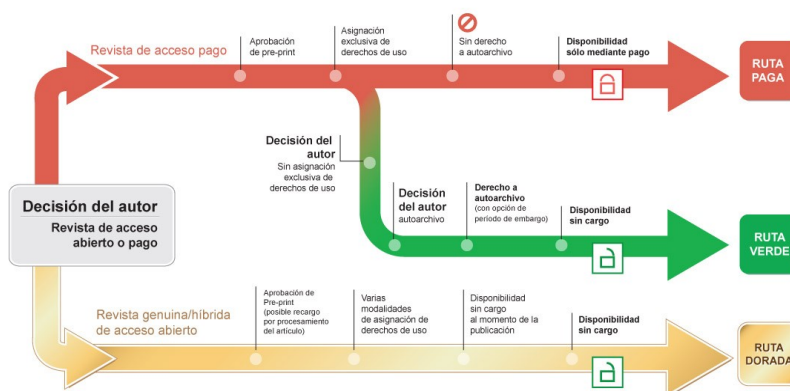 Revista de acceso pago
Aprobación
de pre-print
Asignación
exclusiva de
derechos de uso
Sin derecho
a autoarchivo
Disponibilidad
sólo mediante pago
RUTA
PAGA
Decisión del
autor
Sin asignación
exclusiva de
derechos de uso
Decisión del autor
Revista de acceso
abierto o pago
Decisión
del autor
autoarchivo
Derecho a
autoarchivo
(con opción de
período de embargo)
Disponibilidad
sin cargo
RUTA
VERDE
Revista genuina/híbrida
de acceso abierto
Aprobación de
Pre-print
(posible recargo
por procesamiento
del artículo)
Varias
modalidades
de asignación de
derechos de uso
Disponibilidad
sin cargo
al momento de la
publicación
Disponibilidad
sin cargo
RUTA
DORADA